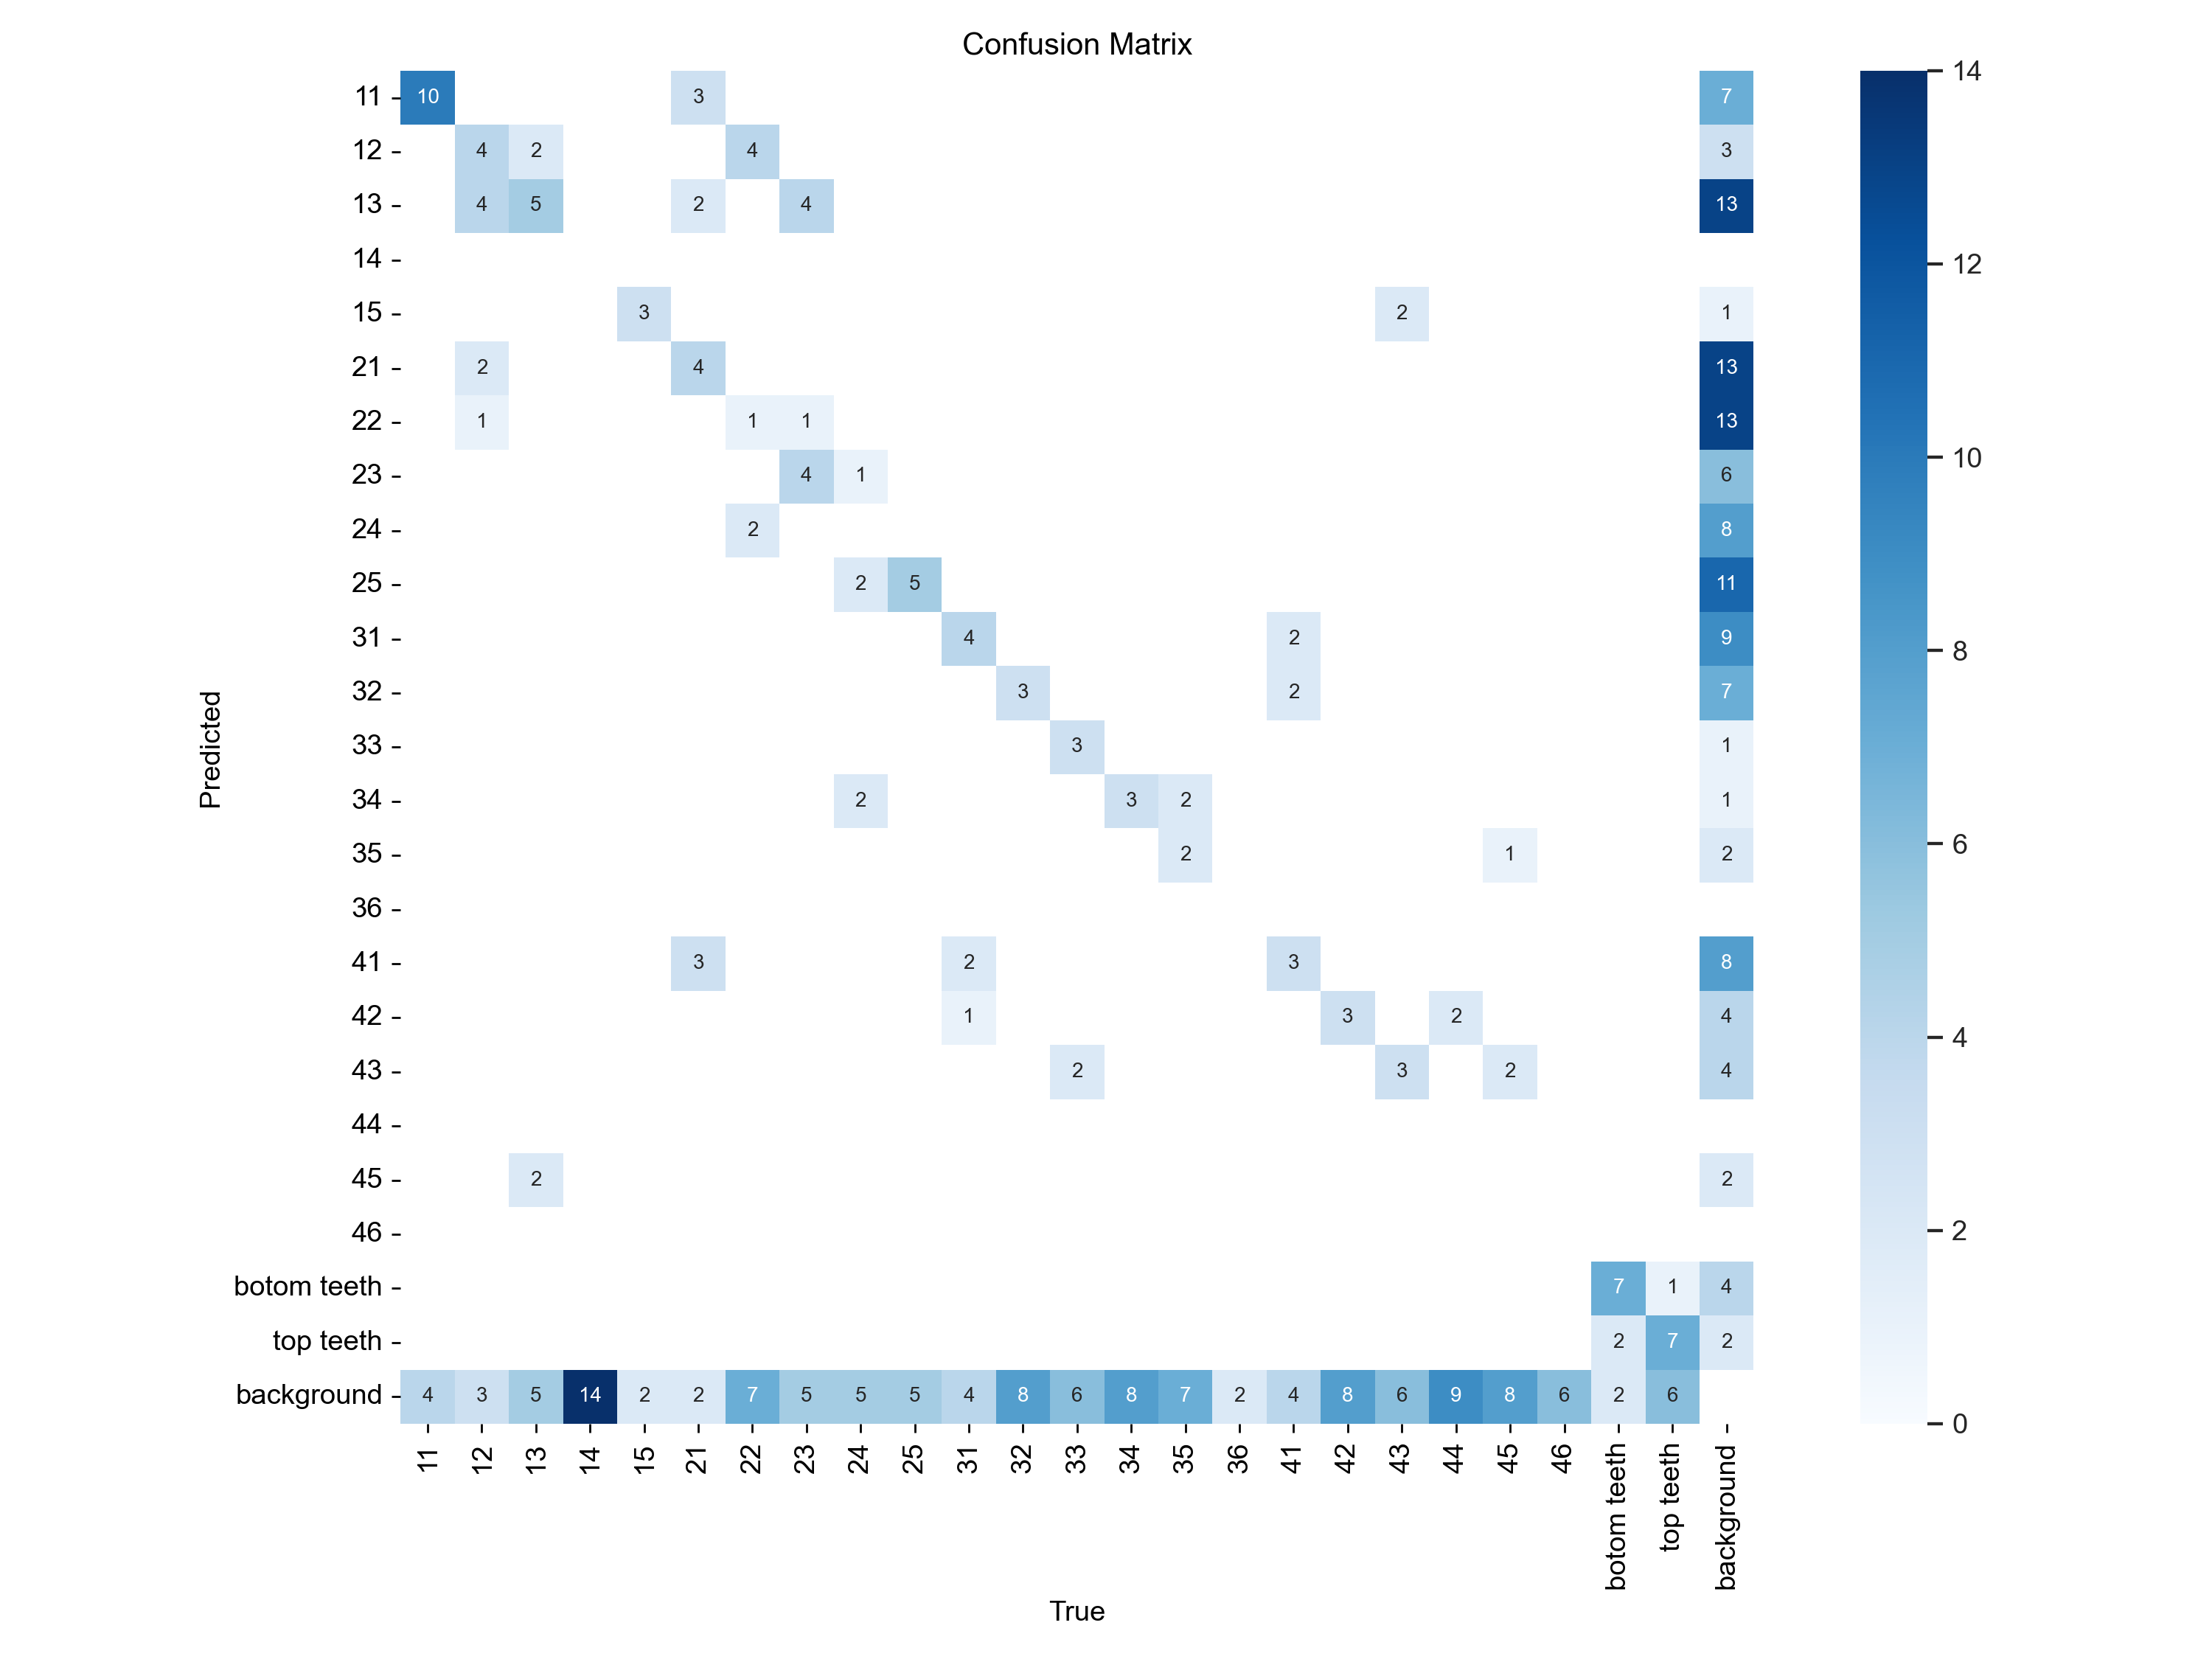 Confusion Matrix
11 10 3 7 14
12 4 2 4 3
13 4 5 2 4 13
14 12
15 3 2 1
21 2 4 13
22 1 1 1 13
23 4 1 6 10
24 2 8
25 2 5 11
31 4 2 9 8
32 3 2 7
33 3 1
34 2 3 2 1
35 2 1 2 6
36
41 3 2 3 8
42 1 3 2 4
43 2 3 2 4 4
44
45 2 2
46 2
botom teeth 7 1 4
top teeth 2 7 2
background 4 3 5 14 2 2 7 5 5 5 4 8 6 8 7 2 4 8 6 9 8 6 2 6 0
11 12 13 14 15 21 22 23 24 25 31 32 33 34 35 36 41 42 43 44 45 46 botom teeth top teeth background
True
Predicted